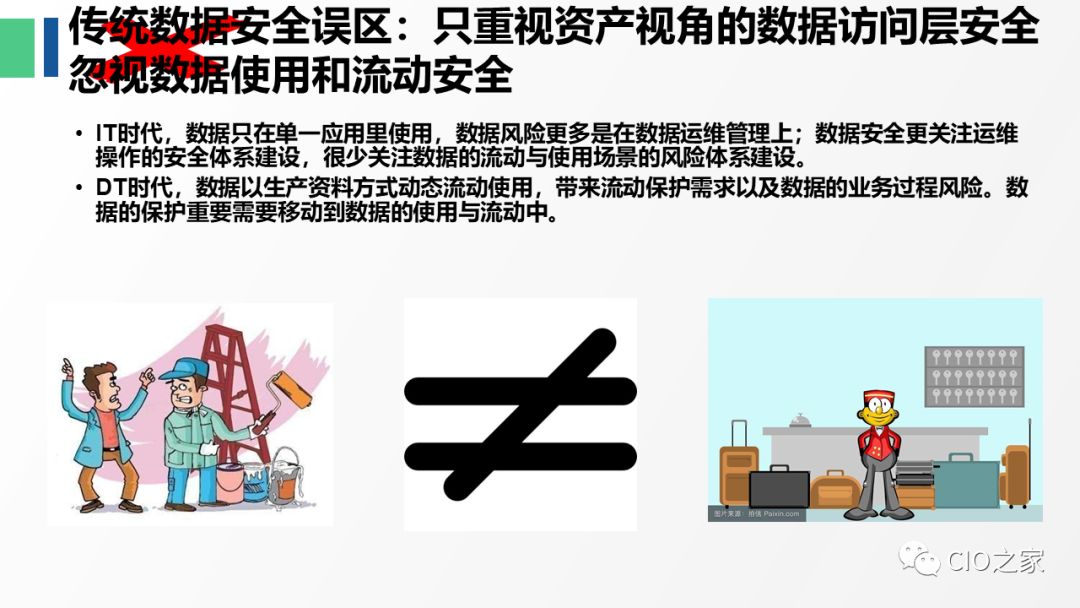 传统数据安全误区：只重视资产视角的数据访问层安全
忽视数据使用和流动安全
• IT时代，数据只在单一应用里使用，数据风险更多是在数据运维管理上；数据安全更关注运维
操作的安全体系建设，很少关注数据的流动与使用场景的风险体系建设。
• DT时代，数据以生产资料方式动态流动使用，带来流动保护需求以及数据的业务过程风险。数
据的保护重要需要移动到数据的使用与流动中。
图片来源：拍信 Paixin.com
CIO之家